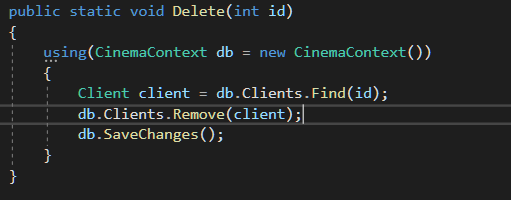 public static void Delete(int id)
{
using(CinemaContext db = new CinemaContext())
{
Client client = db.Clients.Find(id);
db.Clients.Remove(client);
db.SaveChanges();
}
}